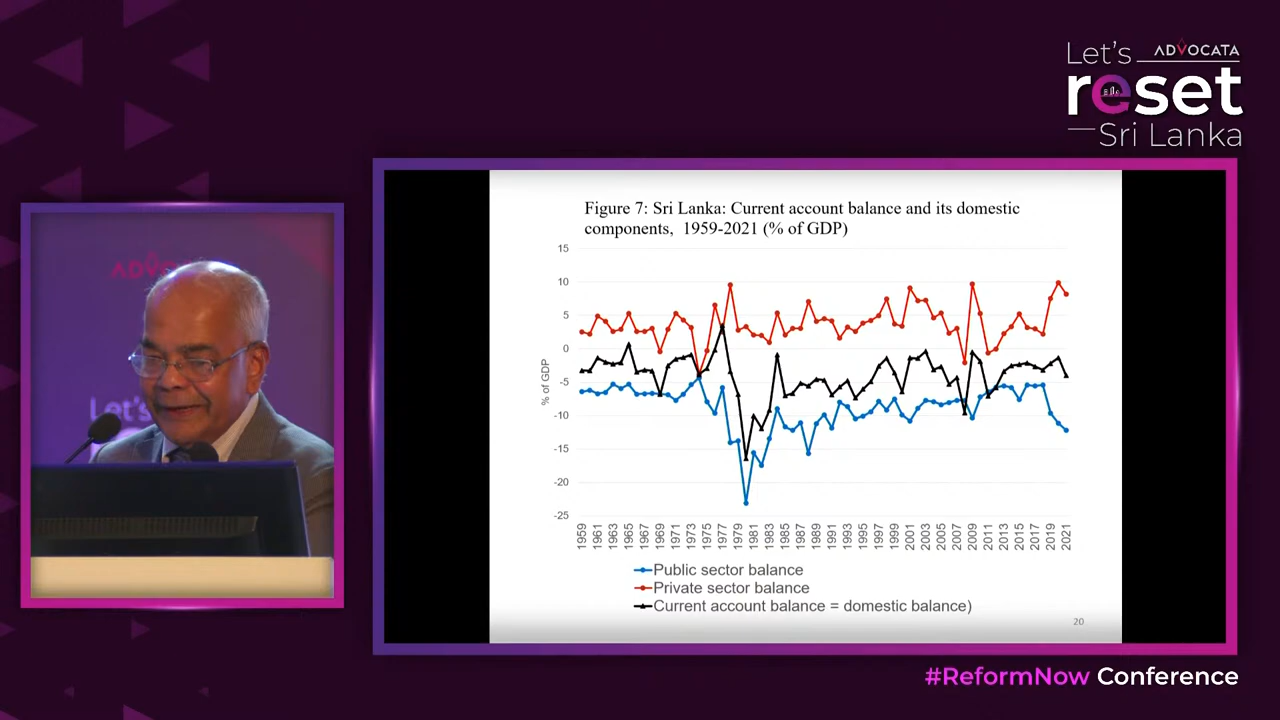 Let's
ADVOCATA
reset
Sri Lanka
ADVOCATA
Let's
Figure 7: Sri Lanka: Current account balance and its domestic
components, 1959-2021 (% of GDP)
15
10
5
0
-5
-10
-15
-20
-25
% of GDP
1959 1961 1963 1965 1967 1969 1971 1973 1975 1977 1979 1981 1983 1985 1987 1989 1991 1993 1995 1997 1999 2001 2003 2005 2007 2009 2011 2013 2015 2017 2019 2021
Public sector balance
Private sector balance
Current account balance = domestic balance)
20
#ReformNow Conference